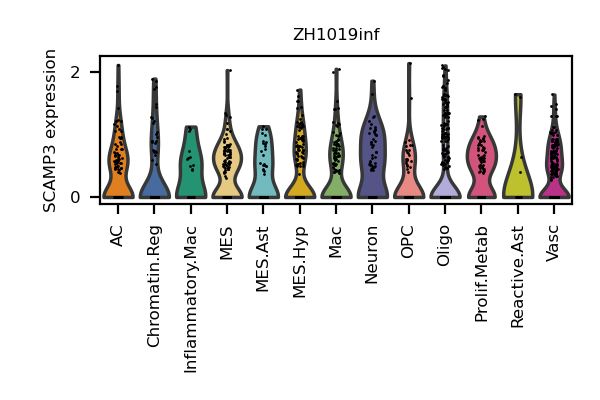 ZH1019inf
SCAMP3 expression
2
0
AC
Chromatin.Reg
Inflammatory.Mac
MES
MES.Ast
MES.Hyp
Mac
Neuron
OPC
Oligo
Prolif.Metab
Reactive.Ast
Vasc